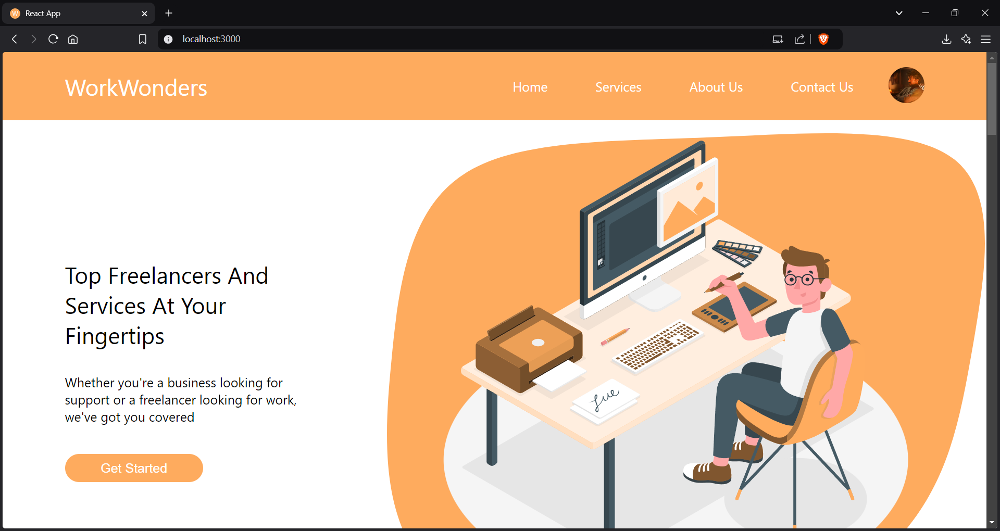 W React App
localhost:3000
WorkWonders
Home Services About Us Contact Us
Top Freelancers And
Services At Your
Fingertips
Whether you're a business looking for
support or a freelancer looking for work,
we've got you covered
Get Started